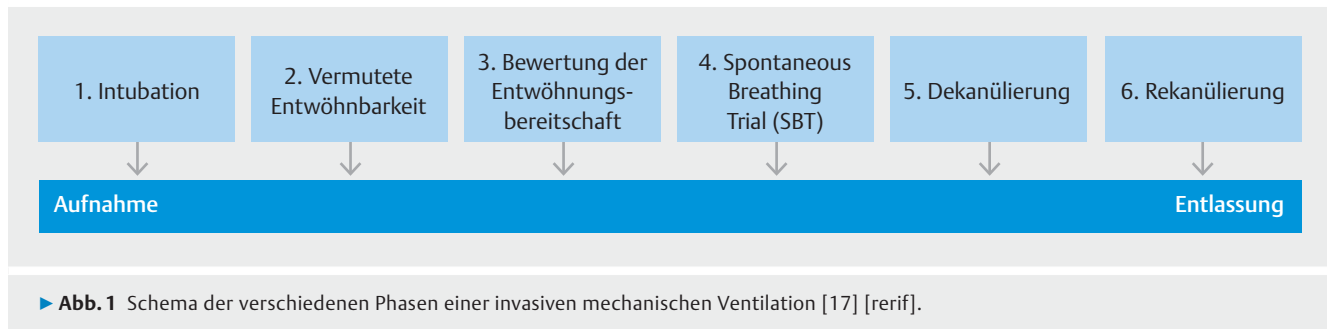 1. Intubation
2. Vermutete
Entwöhnbarkeit
3. Bewertung der
Entwöhnungs-
bereitschaft
4. Spontaneous
Breathing
Trial (SBT)
5. Dekanülierung
6. Rekanülierung
Aufnahme
Entlassung
▶ Abb. 1 Schema der verschiedenen Phasen einer invasiven mechanischen Ventilation [17] [rerif].